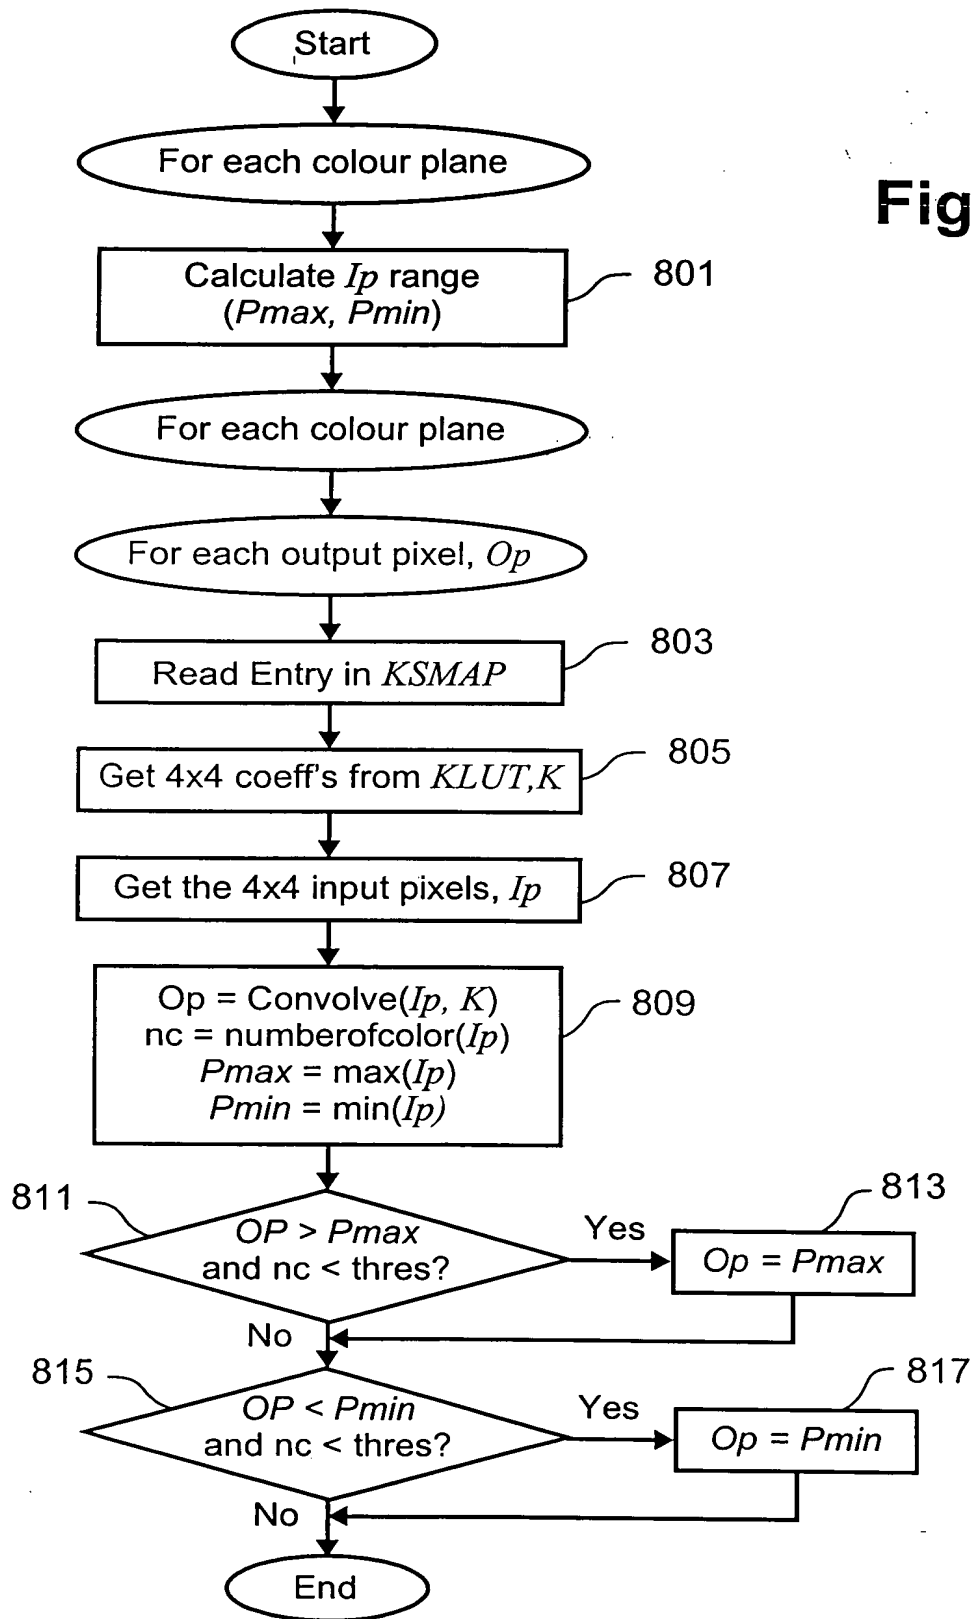 Start
For each colour plane
Fig
Calculate Ip range
(Pmax, Pmin)
801
For each colour plane
For each output pixel, Op
Read Entry in KSMAP
803
Get 4x4 coeff's from KLUT,K
805
Get the 4x4 input pixels, Ip
807
Op = Convolve(Ip, K)
nc = numberofcolor(Ip)
Pmax = max(Ip)
Pmin = min(Ip)
809
811
OP > Pmax
and nc < thres?
Yes
813
Op = Pmax
No
815
OP < Pmin
and nc < thres?
Yes
817
Op = Pmin
No
End